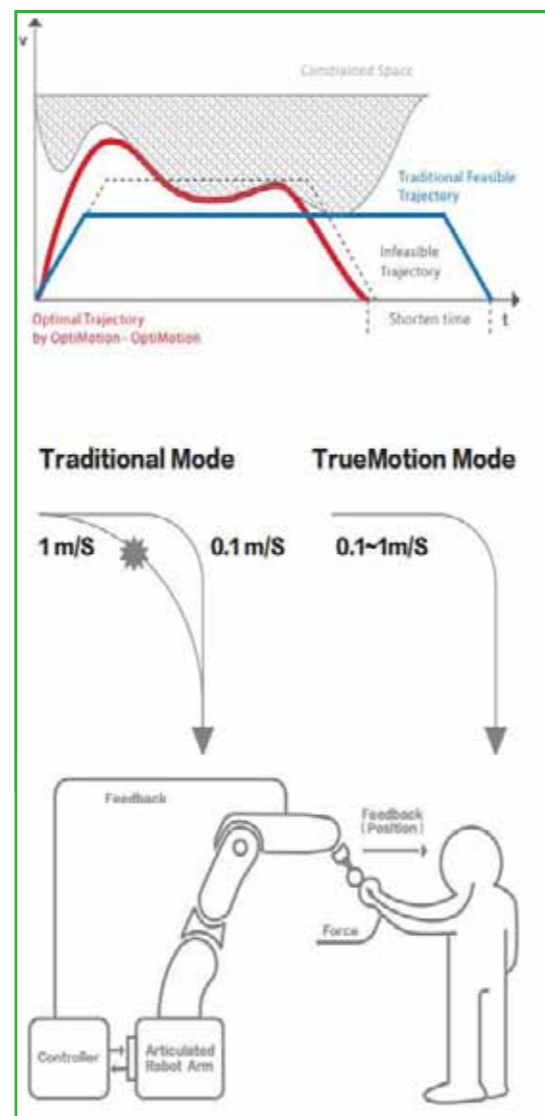 v
Constrained Space
Traditional Feasible
Trajectory
Infeasible
Trajectory
Optimal Trajectory
by OptiMotion - OptiMotion
Shorten time
t
Traditional Mode
TrueMotion Mode
1 m/S
0.1 m/S
0.1~1m/S
Feedback
Feedback
(Position)
Force
Controller
Articulated
Robot Arm